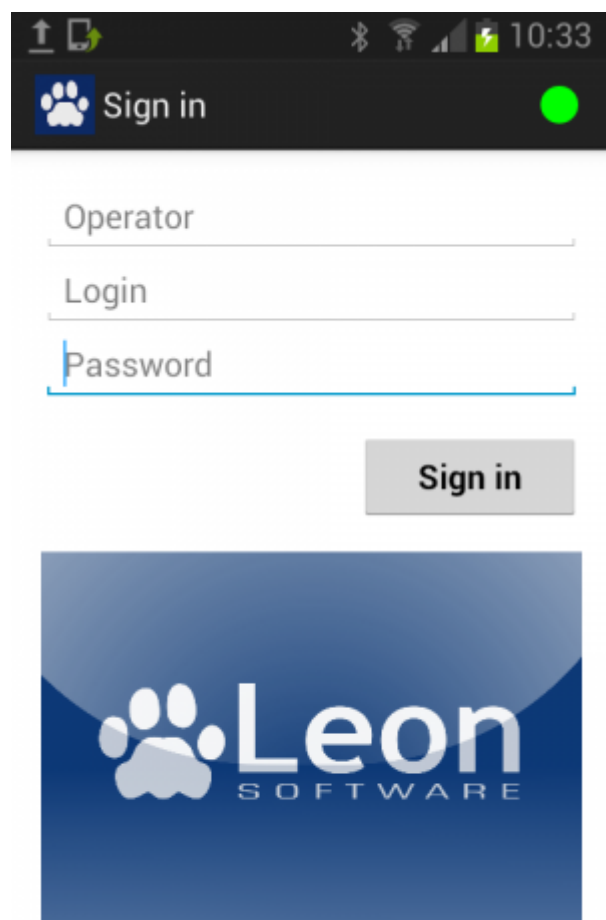 10:33
Sign in
Operator
Login
Password
Sign in
Leon
SOFTWARE